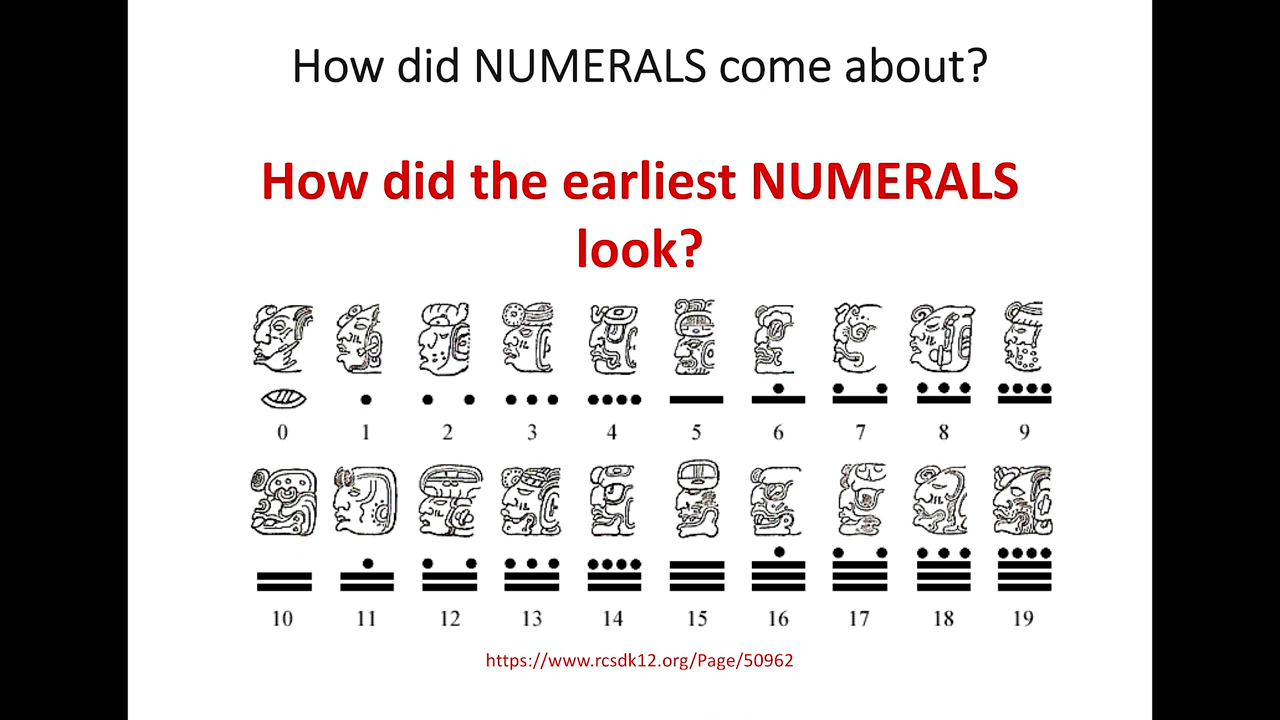 How did NUMERALS come about?
How did the earliest NUMERALS
look?
0 1 2 3 4 5 6 7 8 9
10 11 12 13 14 15 16 17 18 19
https://www.rcsdk12.org/Page/50962